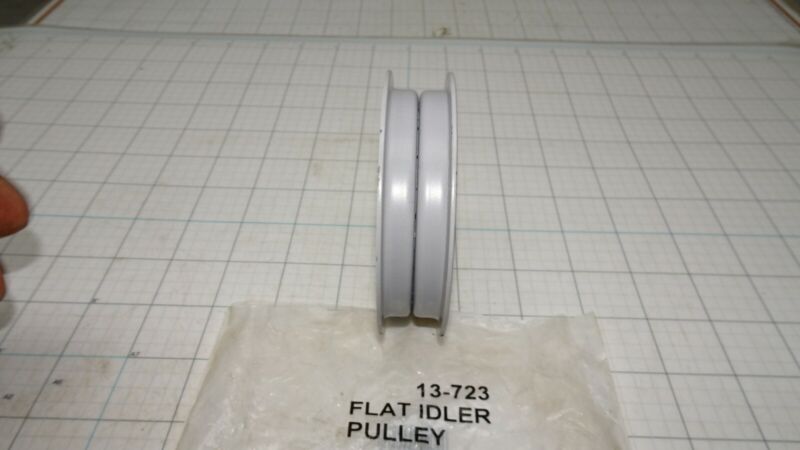 13-723
FLAT IDLER
PULLEY